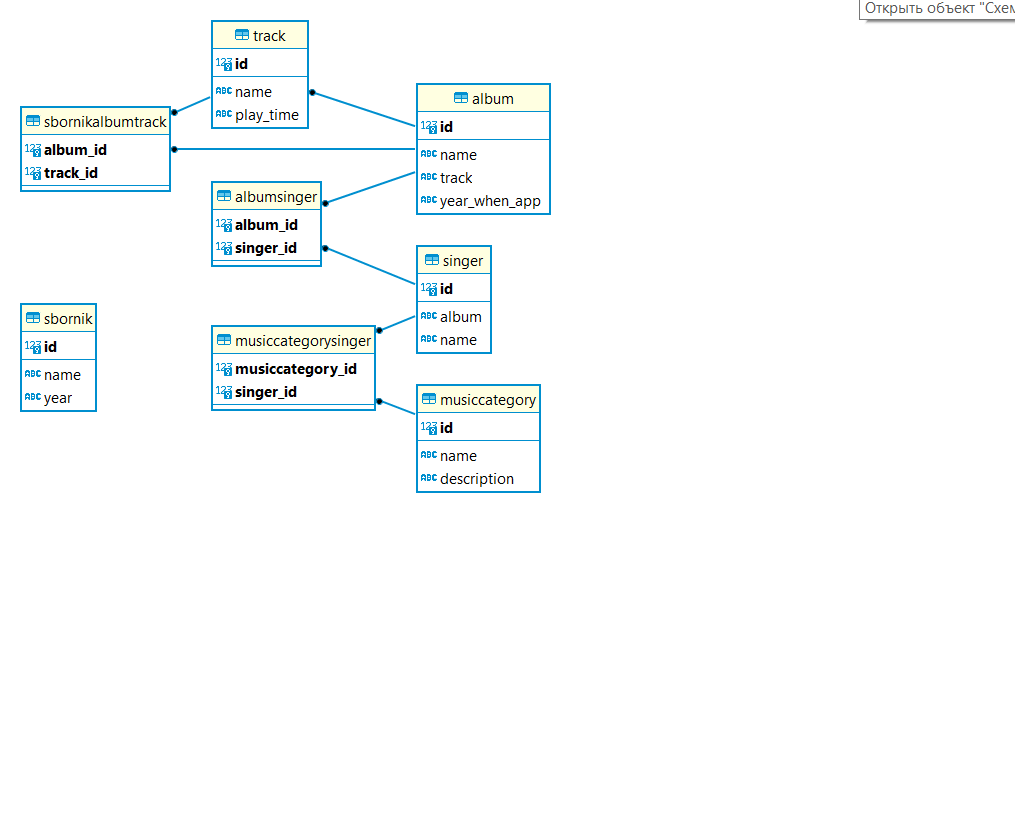 Открыть объект "Схем
track
id
name
play_time
sbornikalbumtrack
album_id
track_id
album
id
name
track
year_when_app
albumsinger
album_id
singer_id
singer
id
album
name
sbornik
id
name
year
musiccategorysinger
musiccategory_id
singer_id
musiccategory
id
name
description